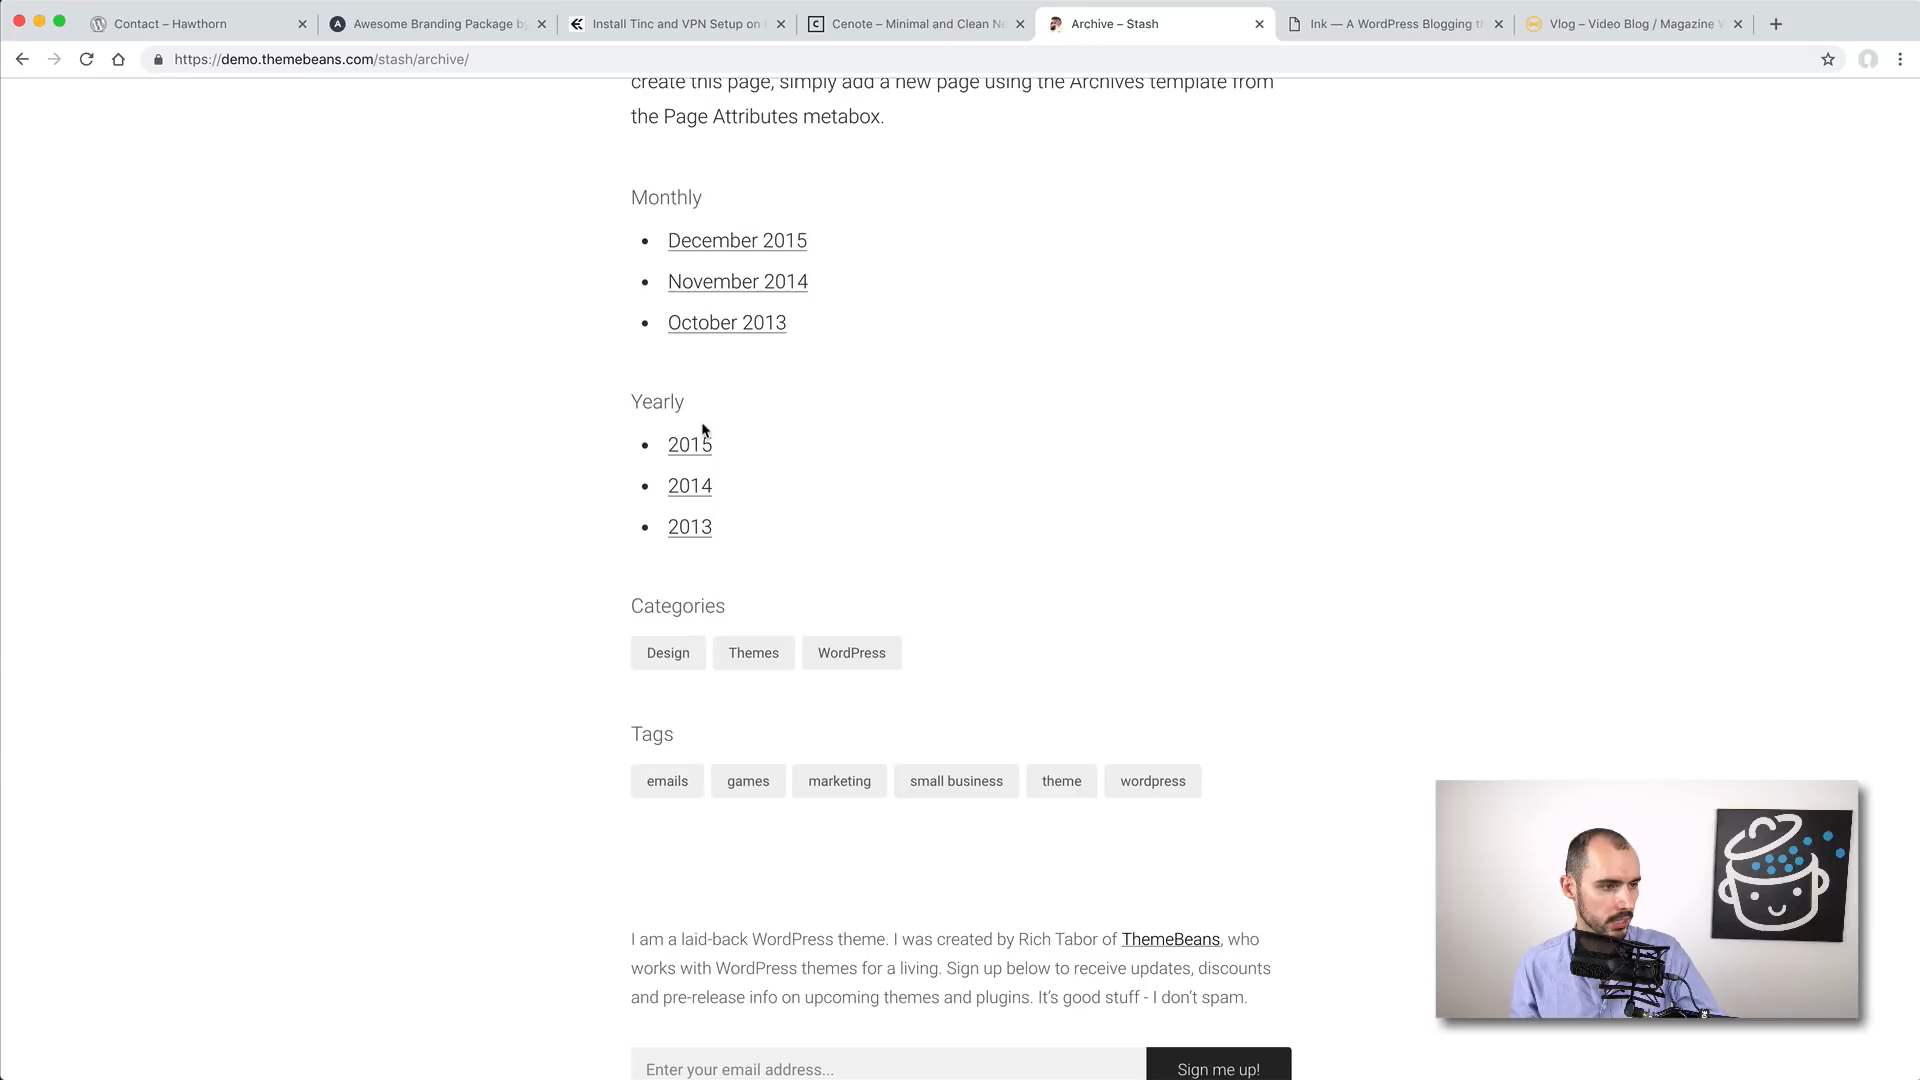 Contact – Hawthorn
Awesome Branding Package by
Install Tinc and VPN Setup on
Cenote – Minimal and Clean Ne
Archive – Stash
Ink — A WordPress Blogging th
Vlog – Video Blog / Magazine W
https://demo.themebeans.com/stash/archive/
create this page, simply add a new page using the Archives template from
the Page Attributes metabox.
Monthly
• December 2015
• November 2014
• October 2013
Yearly
• 2015
• 2014
• 2013
Categories
Design Themes WordPress
Tags
emails games marketing small business theme wordpress
I am a laid-back WordPress theme. I was created by Rich Tabor of ThemeBeans, who
works with WordPress themes for a living. Sign up below to receive updates, discounts
and pre-release info on upcoming themes and plugins. It’s good stuff - I don’t spam.
Enter your email address... Sign me up!